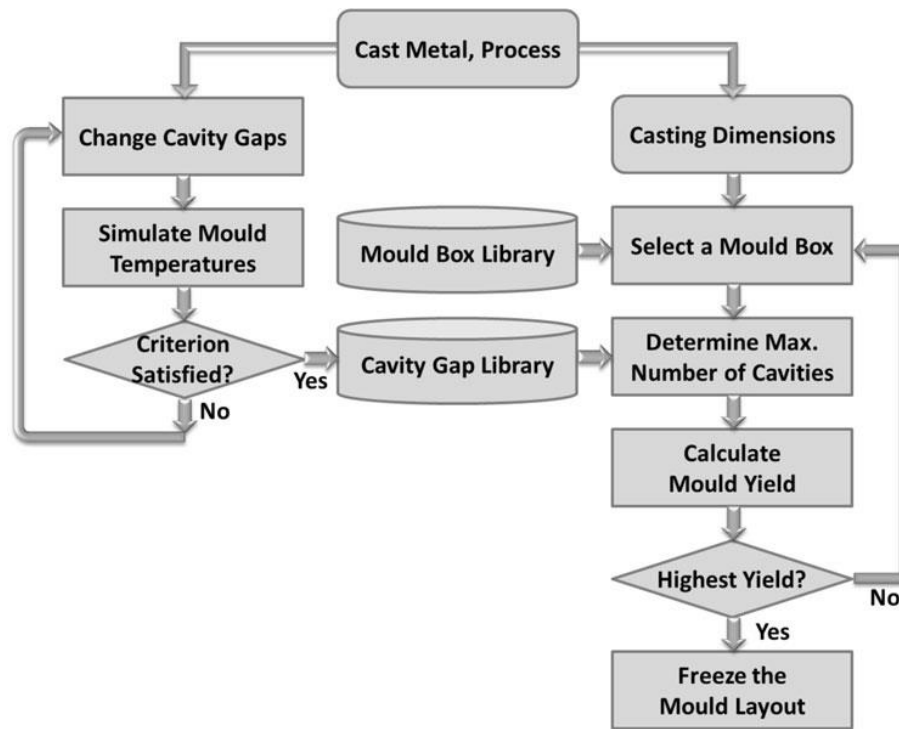 Cast Metal, Process
Change Cavity Gaps
Casting Dimensions
Simulate Mould
Temperatures
Mould Box Library
Select a Mould Box
Criterion
Satisfied?
Yes
No
Cavity Gap Library
Determine Max.
Number of Cavities
Calculate
Mould Yield
Highest Yield?
No
Yes
Freeze the
Mould Layout